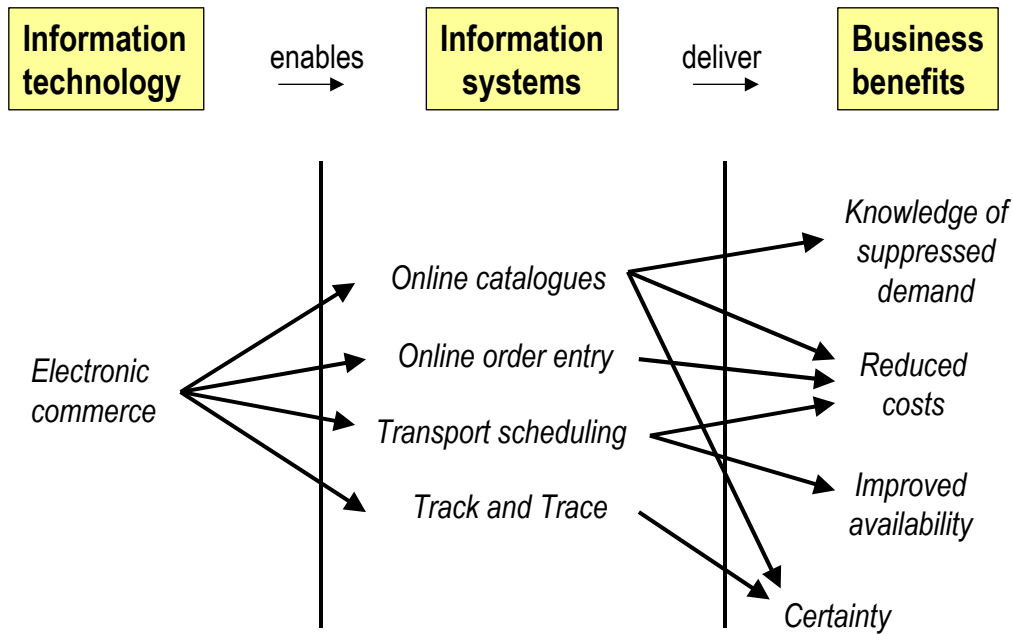 Information
technology
enables
Information
systems
deliver
Business
benefits
Knowledge of
suppressed
demand
Online catalogues
Online order entry
Electronic
commerce
Reduced
costs
Transport scheduling
Improved
availability
Track and Trace
Certainty